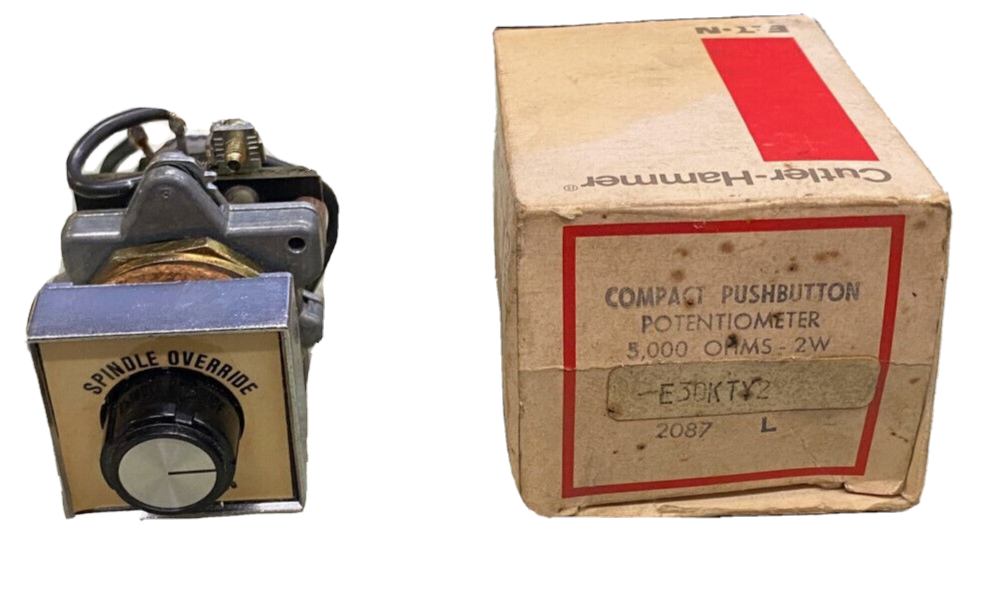 SPINDLE OVERRIDE
E·T·N
Cutler-Hammer®
COMPACT PUSHBUTTON
POTENTIOMETER
5,000 OHMS - 2W
E30KTY2
2087 L